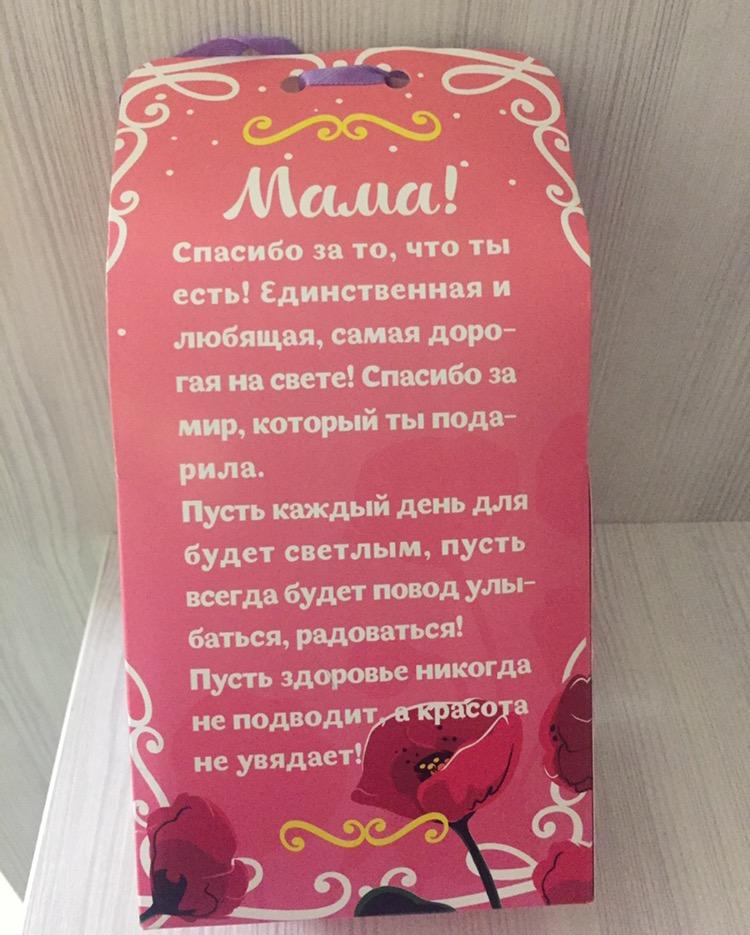 Мама!
Спасибо за то, что ты
есть! Единственная и
любящая, самая доро-
гая на свете! Спасибо за
мир, который ты пода-
рила.
Пусть каждый день для
будет светлым, пусть
всегда будет повод улы-
баться, радоваться!
Пусть здоровье никогда
не подводит, а красота
не увядает!